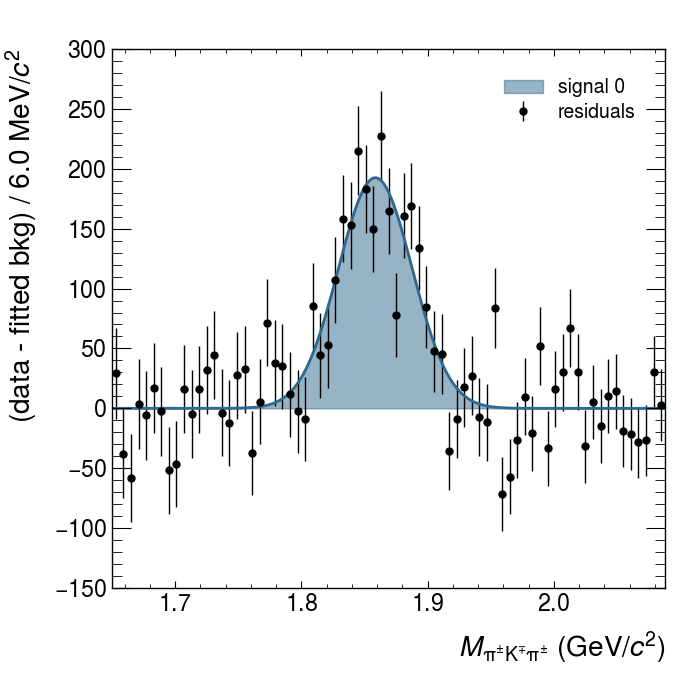 (data - fitted bkg) / 6.0 MeV/c²
300
250
200
150
100
50
0
−50
−100
−150
signal 0
residuals
1.7 1.8 1.9 2.0
M_π±K∓π± (GeV/c²)